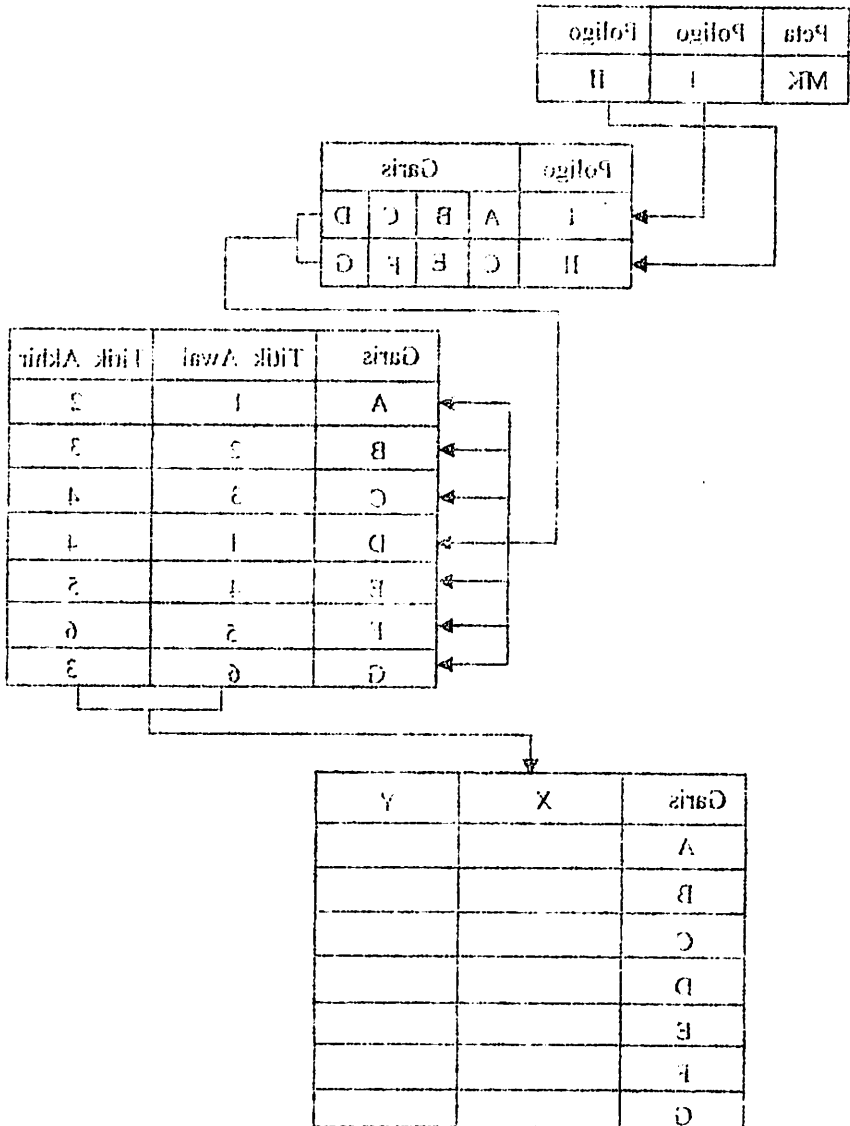 Peta Poligo Poligo
MK I II
Poligo Garis
I A B C D
II C E F G
Garis Titik Awal Titik Akhir
A 1 2
B 2 3
C 3 4
D 1 4
E 4 5
F 5 6
G 6 3
Garis X Y
A
B
C
D
E
F
G